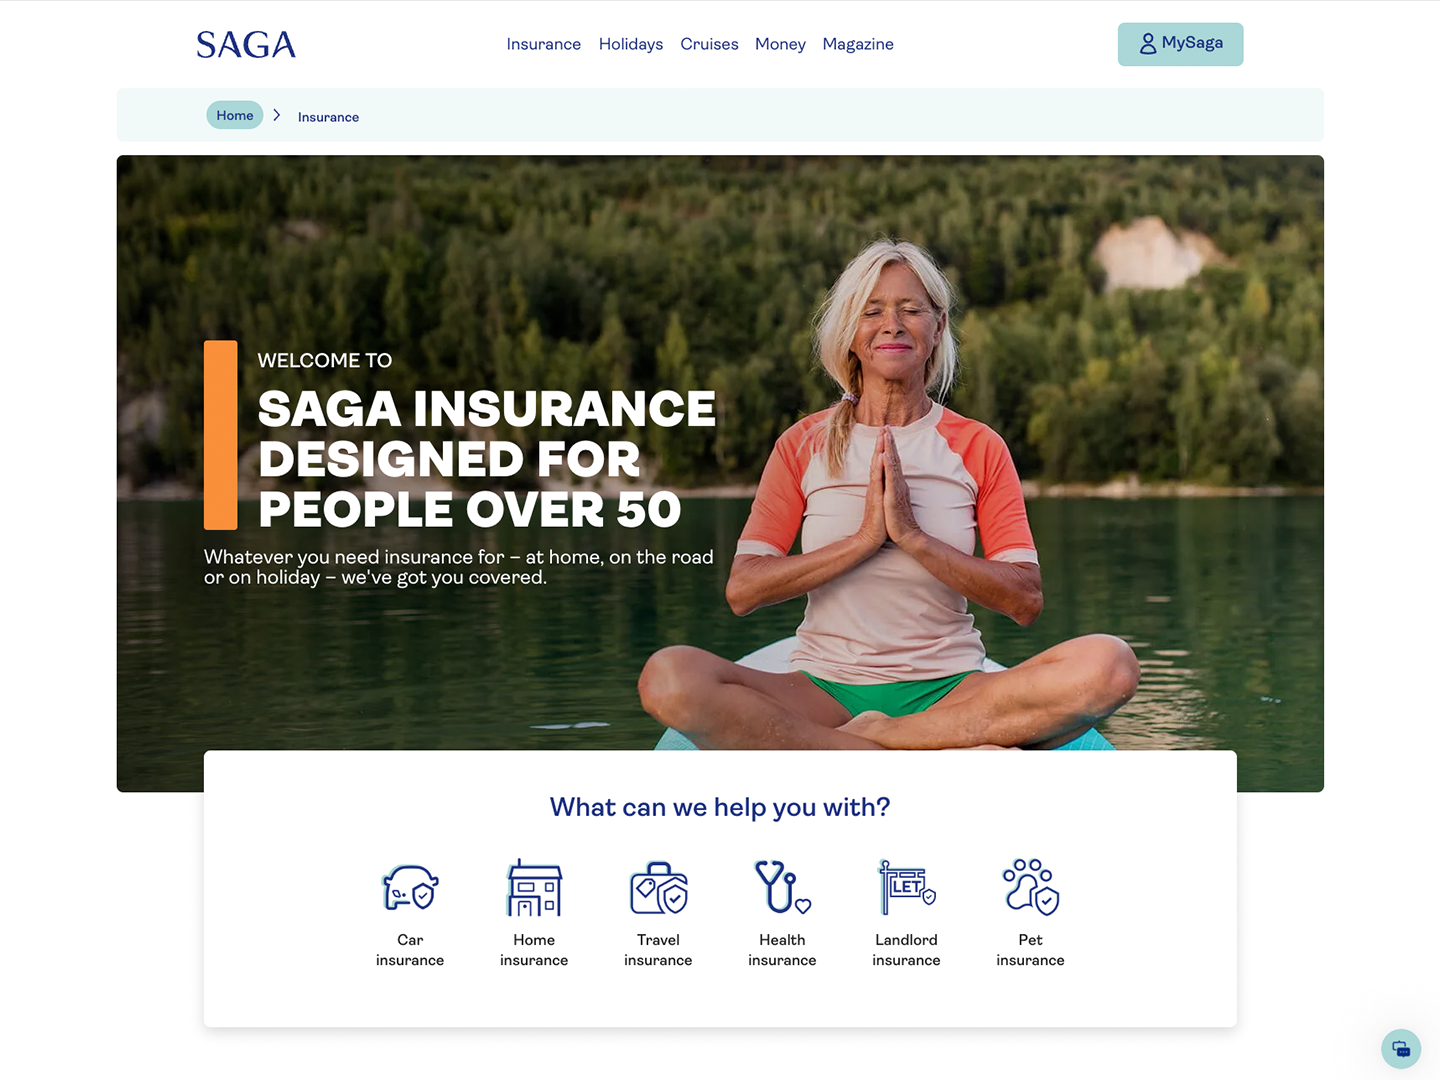 SAGA
Insurance Holidays Cruises Money Magazine
MySaga
Home
Insurance
WELCOME TO
SAGA INSURANCE
DESIGNED FOR
PEOPLE OVER 50
Whatever you need insurance for – at home, on the road
or on holiday – we've got you covered.
What can we help you with?
LET
Car
insurance
Home
insurance
Travel
insurance
Health
insurance
Landlord
insurance
Pet
insurance